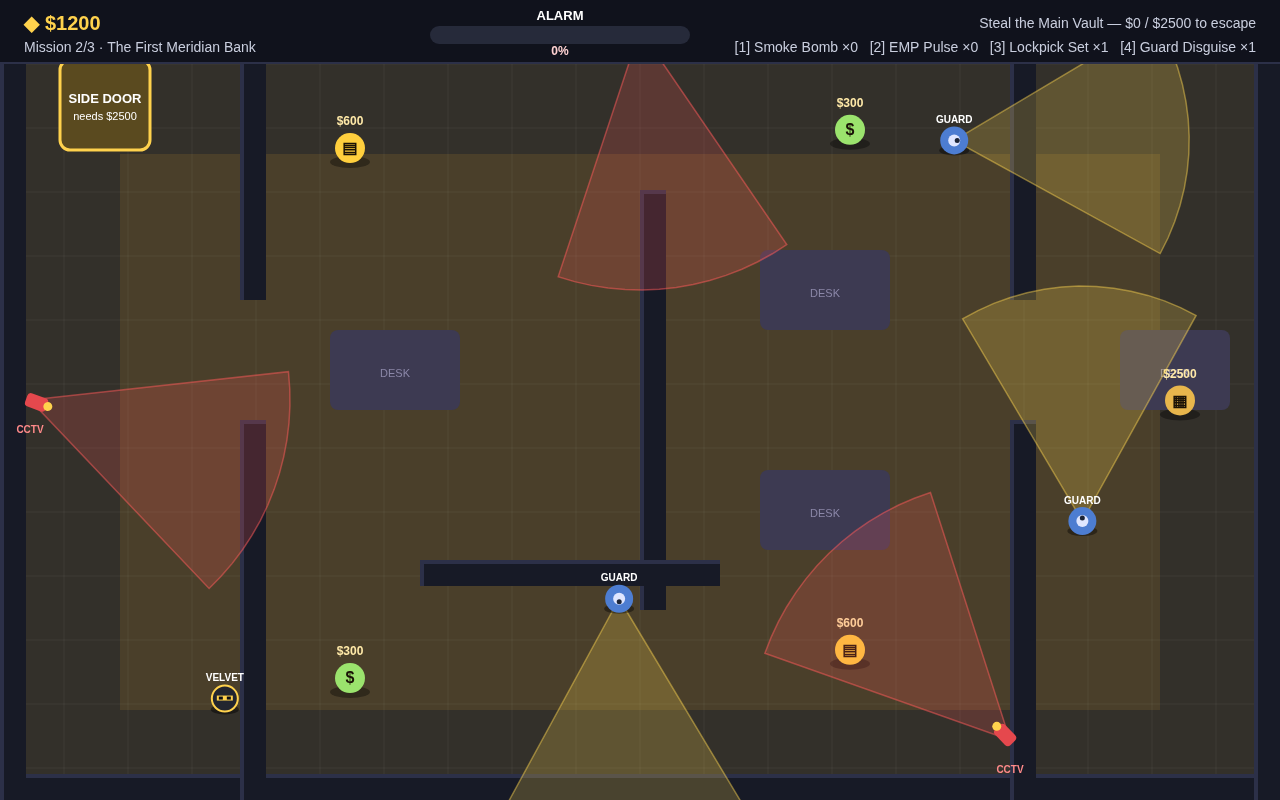 ◆ $1200
Mission 2/3 · The First Meridian Bank
ALARM
0%
Steal the Main Vault — $0 / $2500 to escape
[1] Smoke Bomb ×0 [2] EMP Pulse ×0 [3] Lockpick Set ×1 [4] Guard Disguise ×1
SIDE DOOR
needs $2500
$600
$300
$
GUARD
DESK
DESK
$2500
CCTV
GUARD
DESK
GUARD
$600
$300
$
VELVET
CCTV